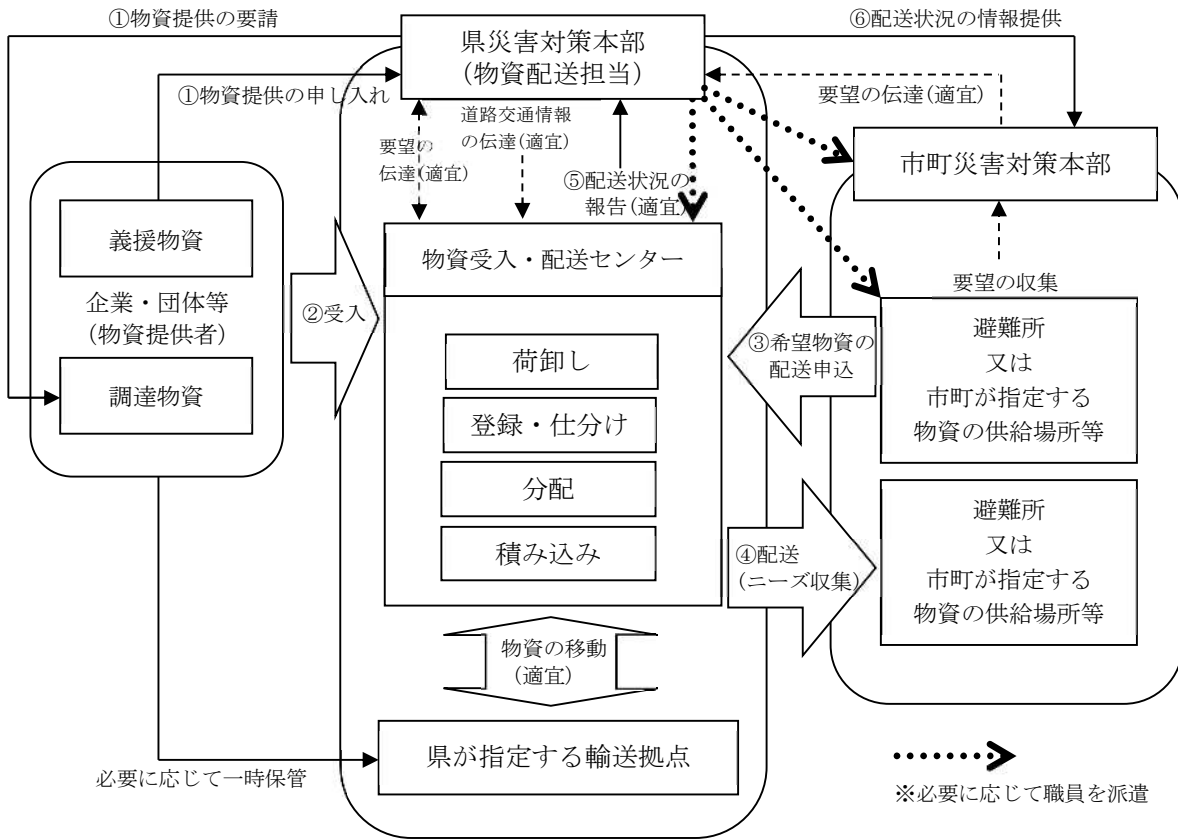 ①物資提供の要請
県災害対策本部
(物資配送担当)
⑥配送状況の情報提供
①物資提供の申し入れ
要望の伝達(適宜)
道路交通情報
の伝達(適宜)
要望の
伝達(適宜)
⑤配送状況の
報告(適宜)
市町災害対策本部
義援物資
企業・団体等
(物資提供者)
調達物資
②受入
物資受入・配送センター
荷卸し
登録・仕分け
分配
積み込み
要望の収集
③希望物資の
配送申込
避難所
又は
市町が指定する
物資の供給場所等
④配送
(ニーズ収集)
避難所
又は
市町が指定する
物資の供給場所等
物資の移動
(適宜)
県が指定する輸送拠点
必要に応じて一時保管
※必要に応じて職員を派遣